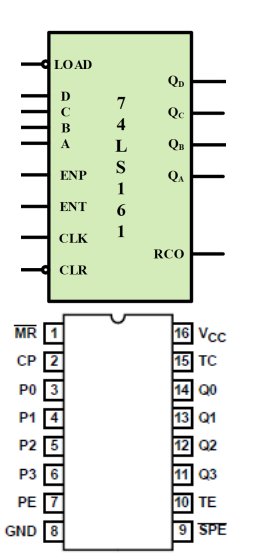 LOAD
D
C
B
A
ENP
ENT
CLK
CLR
7
4
L
S
1
6
1
QD
QC
QB
QA
RCO
MR 1
CP 2
P0 3
P1 4
P2 5
P3 6
PE 7
GND 8
16 VCC
15 TC
14 Q0
13 Q1
12 Q2
11 Q3
10 TE
9 SPE